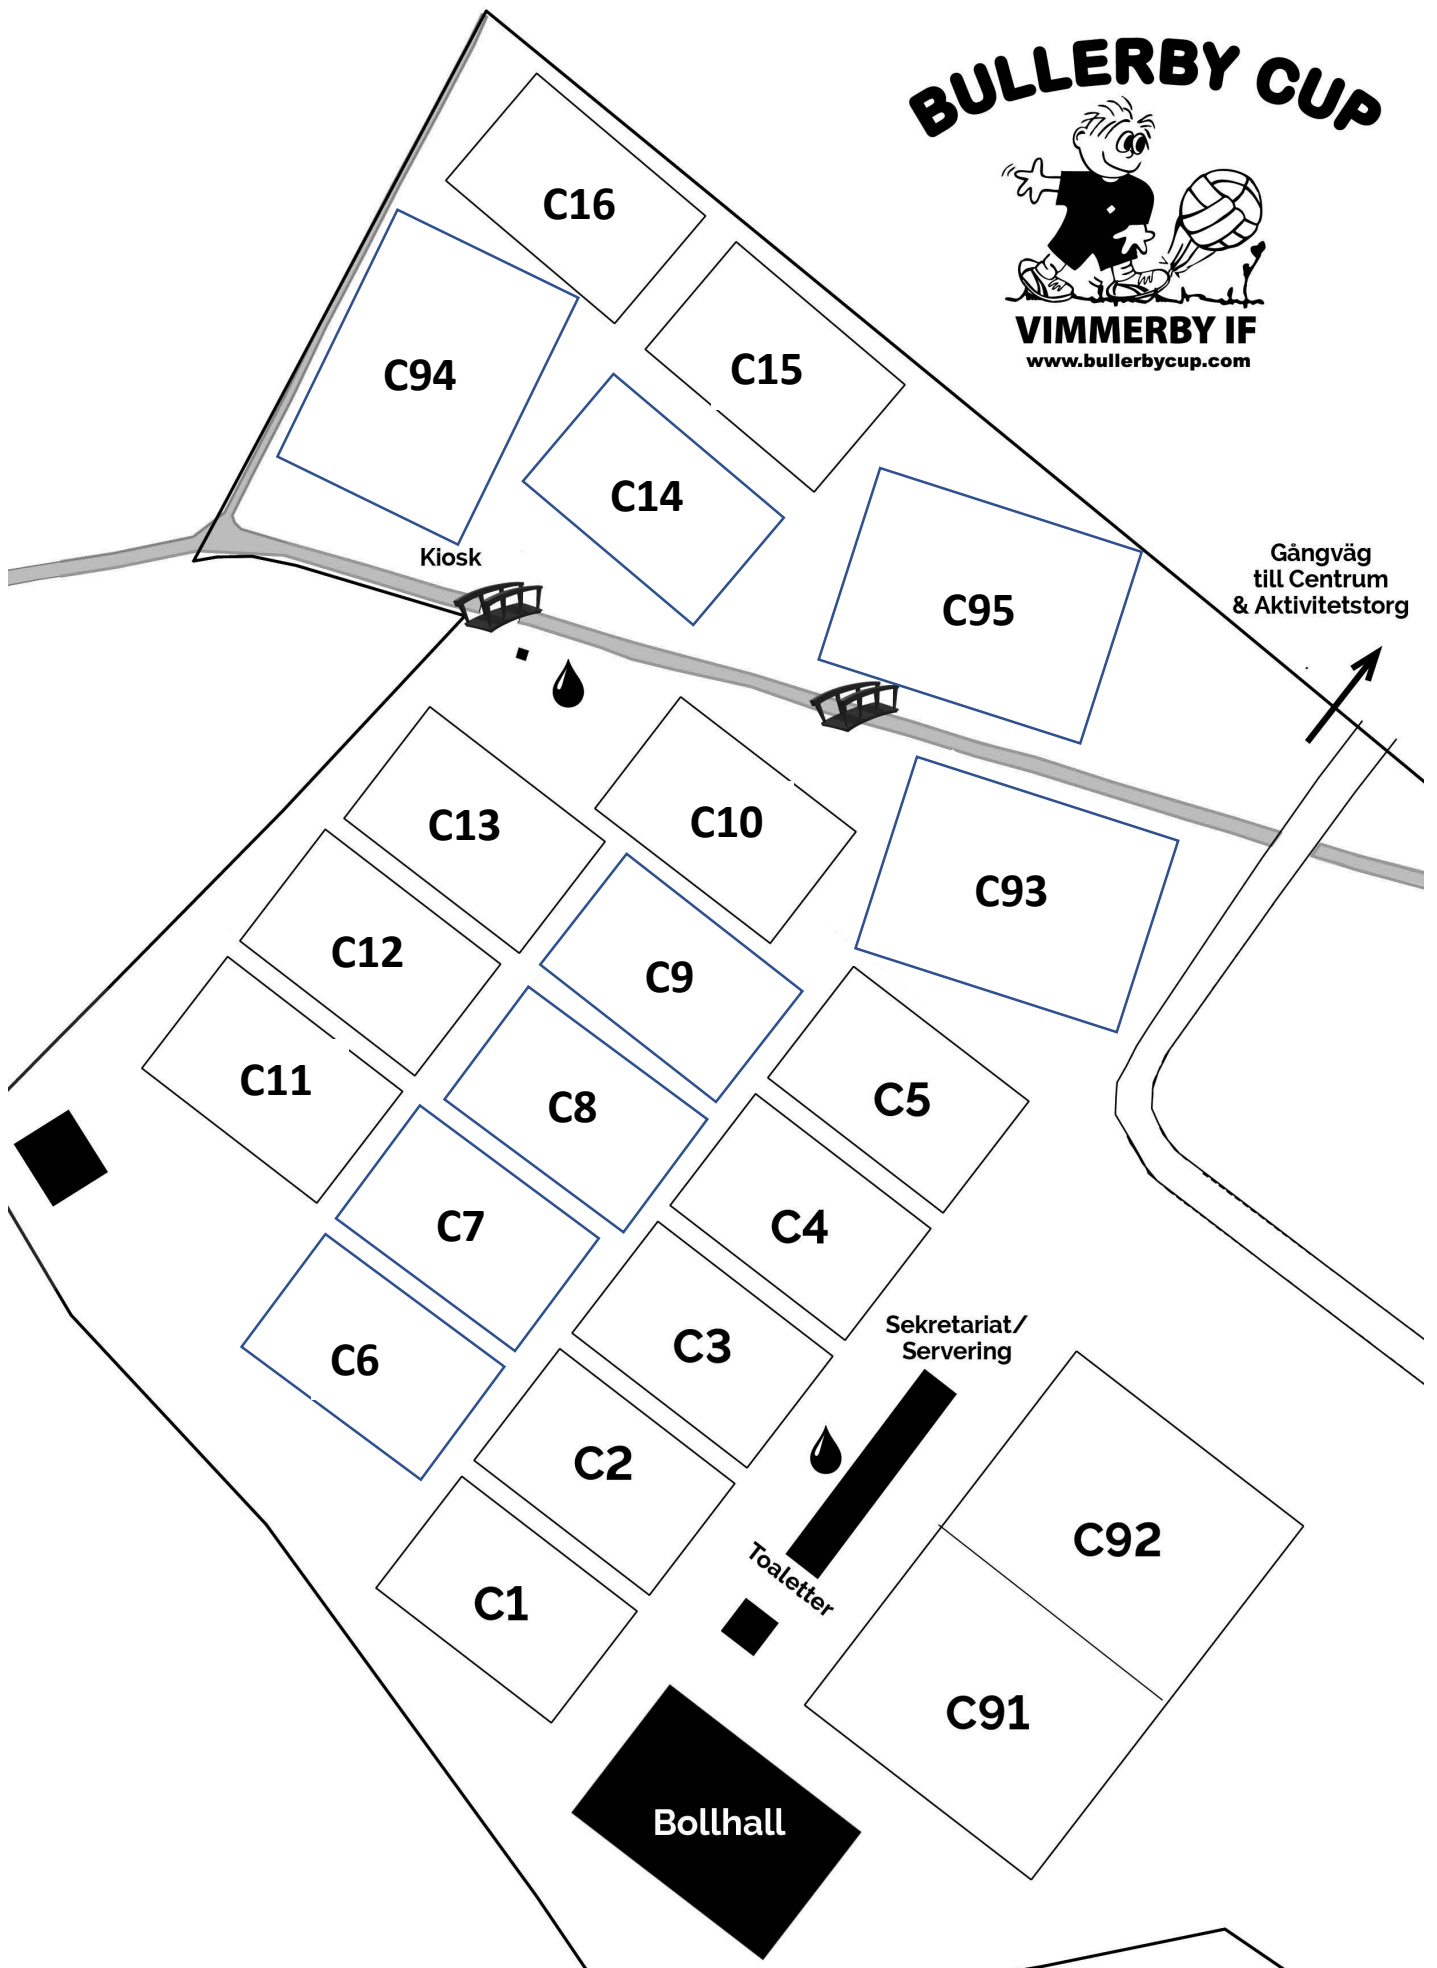 BULLERBY CUP
VIMMERBY IF
www.bullerbycup.com
C16
C94
C15
C14
Kiosk
C95
Gångväg
till Centrum
& Aktivitetstorg
C13
C10
C93
C12
C9
C11
C8
C5
C7
C4
C6
C3
Sekretariat/
Servering
C2
C92
Toaletter
C1
C91
Bollhall